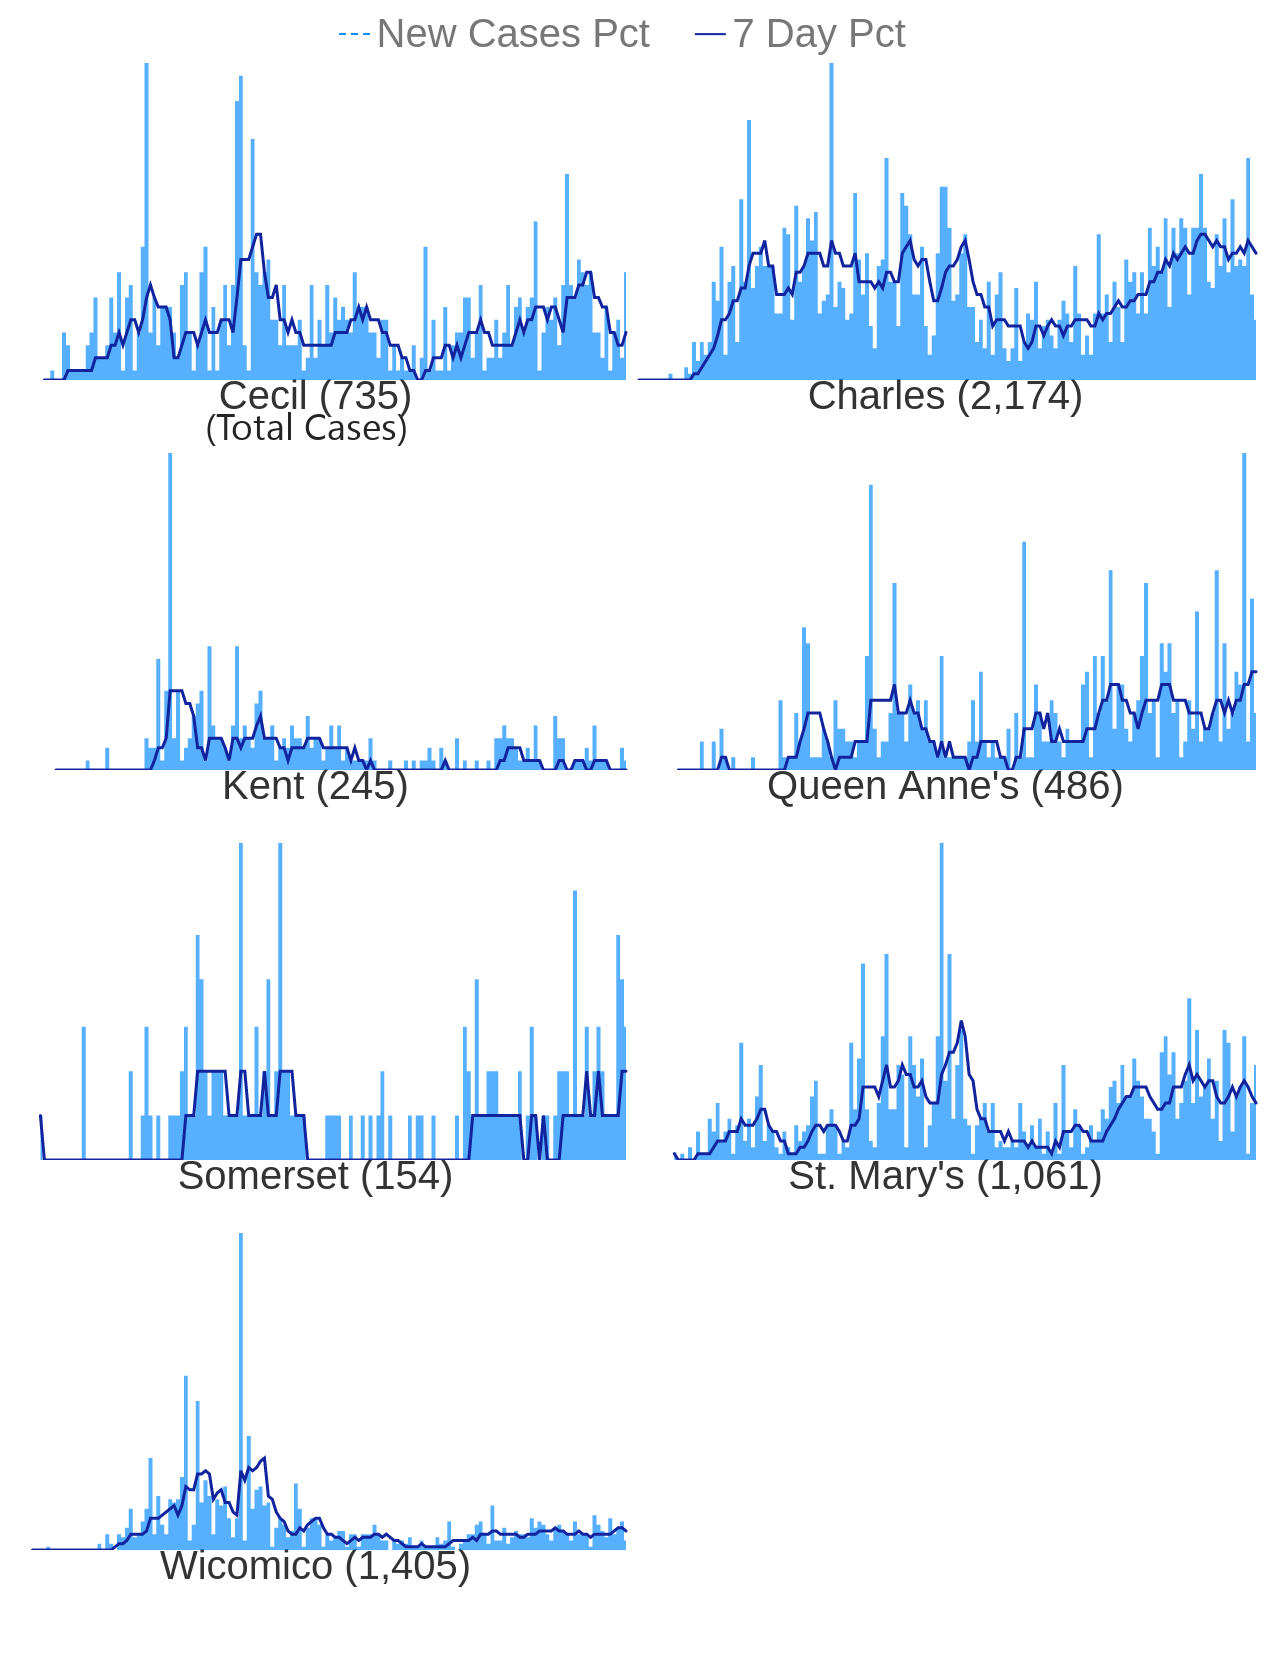 New Cases Pct 7 Day Pct
Cecil (735)
(Total Cases)
Charles (2,174)
Kent (245)
Queen Anne's (486)
Somerset (154)
St. Mary's (1,061)
Wicomico (1,405)